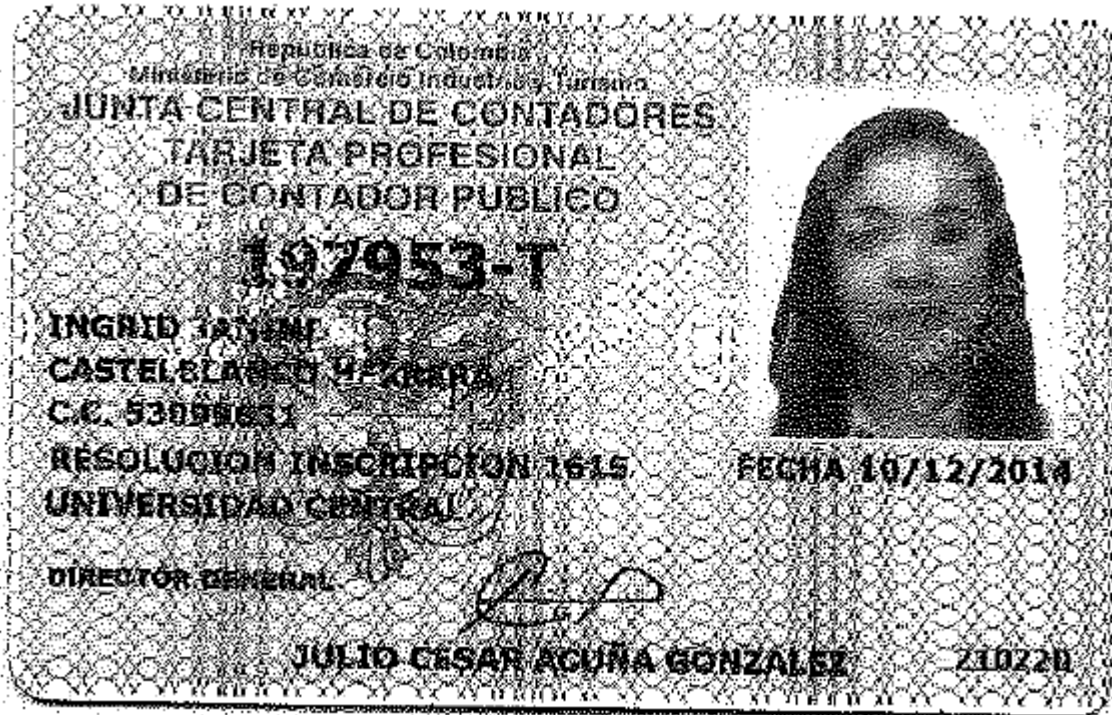 República de Colombia
Ministerio de Comercio Industria y Turismo
JUNTA CENTRAL DE CONTADORES
TARJETA PROFESIONAL
DE CONTADOR PUBLICO
197953-T
INGRID
CASTELBLANCO HERRERA
C.C.
RESOLUCION INSCRIPCION 1615
UNIVERSIDAD CENTRAL
FECHA 10/12/2014
DIRECTOR GENERAL
JULIO CESAR ACUÑA GONZALEZ
210220